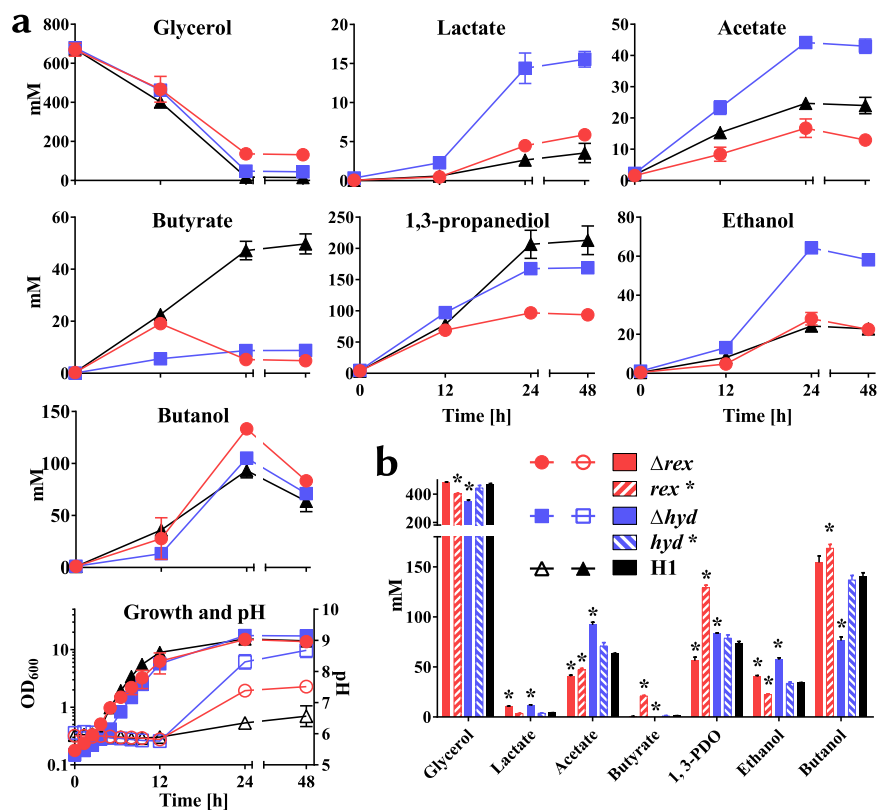 a
Glycerol
Lactate
Acetate
mM
800
600
400
200
0
20
15
10
5
0
50
40
30
20
10
0
Butyrate
1,3-propanediol
Ethanol
mM
60
40
20
0
250
200
150
100
50
0
80
60
40
20
0
0 12 24 48
Time [h]
0 12 24 48
Time [h]
Butanol
mM
150
100
50
0
b
Δrex
rex *
Δhyd
hyd *
H1
Growth and pH
OD600
10
1
0.1
pH
10
9
8
7
6
5
0 12 24 48
Time [h]
mM
400
200
150
100
50
0
* * * * * * * * * * * * * * * * *
Glycerol
Lactate
Acetate
Butyrate
1, 3-PDO
Ethanol
Butanol